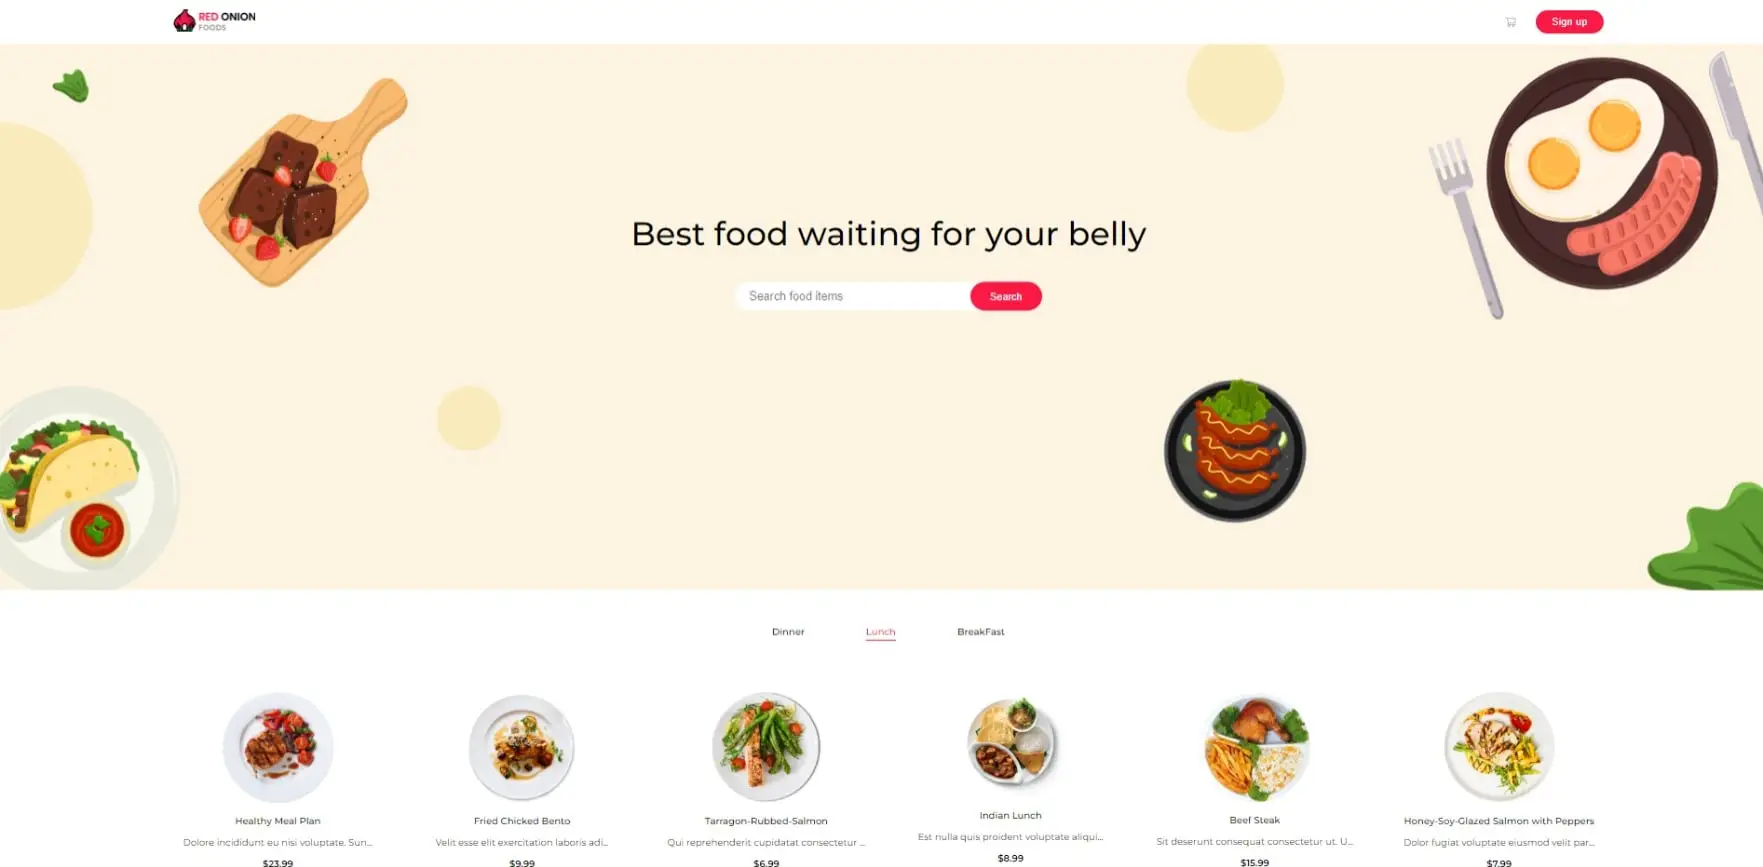 RED ONION
FOODS
Sign up
Best food waiting for your belly
Search food items
Search
Dinner
Lunch
BreakFast
Healthy Meal Plan
Dolore incididunt eu nisi voluptate. Sun...
$23.99
Fried Chicked Bento
Velit esse elit exercitation laboris adi...
$9.99
Tarragon-Rubbed-Salmon
Qui reprehenderit cupidatat consectetur ...
$6.99
Indian Lunch
Est nulla quis proident voluptate aliqui...
$8.99
Beef Steak
Sit deserunt consequat consectetur ut. U...
$15.99
Honey-Soy-Glazed Salmon with Peppers
Dolor fugiat voluptate eiusmod velit par...
$7.99